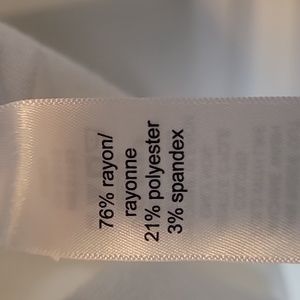 76% rayon/
rayonne
21% polyester
3% spandex